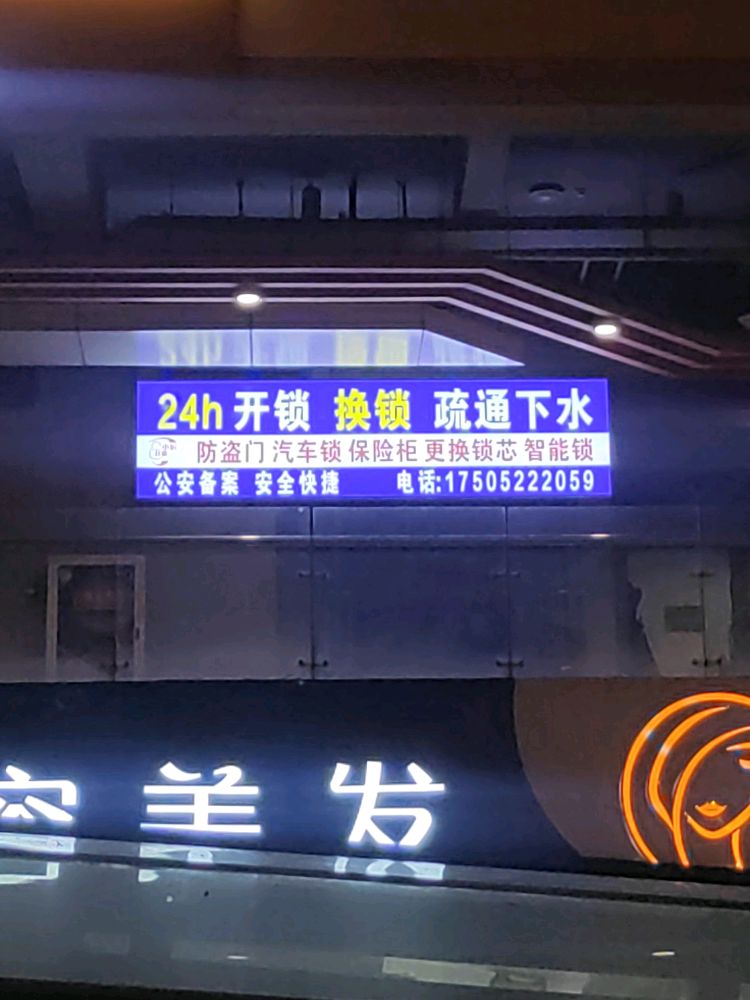 24h 开锁 换锁 疏通下水
防盗门 汽车锁 保险柜 更换锁芯 智能锁
公安备案 安全快捷 电话:17505222059
美发